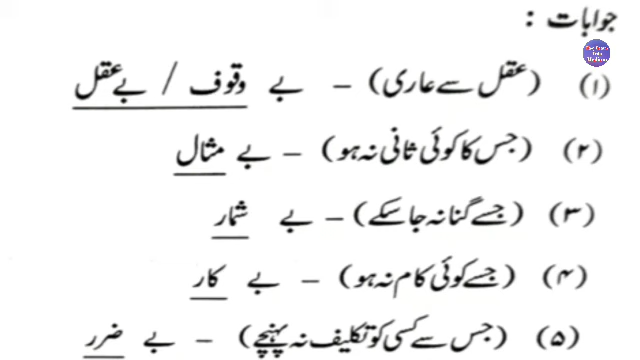 جوابات :
(۱) (عقل سے عاری) – بے وقوف / بے عقل
(۲) (جس کا کوئی ثانی نہ ہو) – بے مثال
(۳) (جسے گنا نہ جا سکے) – بے شمار
(۴) (جسے کوئی کام نہ ہو) – بے کار
(۵) (جس سے کسی کو تکلیف نہ پہنچے) – بے ضرر